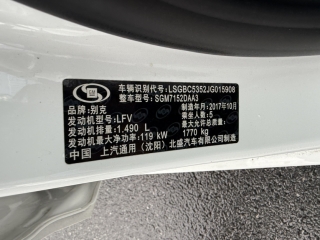 车辆识别代号:LSGBC5352JG015908
整车型号:SGM7152DAA3
品牌:别克
制造年月:2017年10月
发动机型号:LFV
乘坐人数:5
发动机排量:1.490 L
最大允许总质量:
发动机最大净功率:119 kW
1770 kg
中国 上汽通用(沈阳)北盛汽车有限公司制造